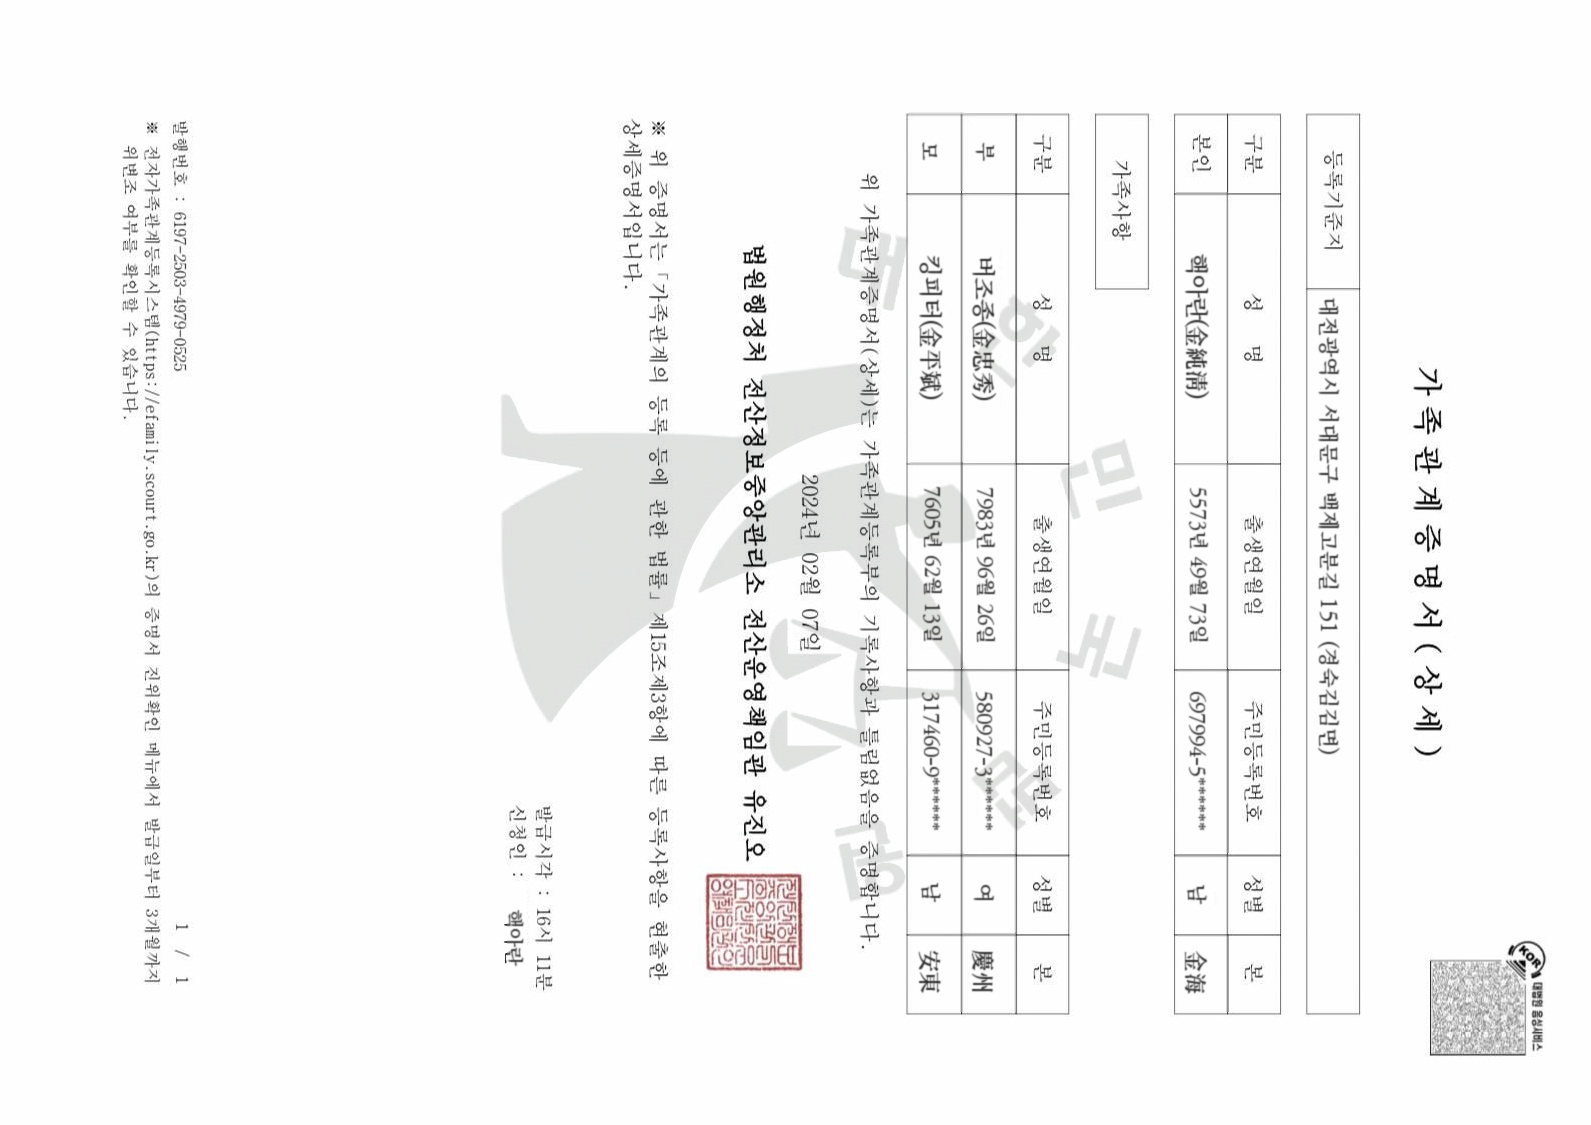 가 족 관 계 증 명 서 ( 상 세 )
대법원 음성서비스
KOR
등록기준지 대전광역시 서대문구 백제고분길 151 (경숙김김면)
구분 성 명 출생연월일 주민등록번호 성별 본
본인 핵아란(金純清) 5573년 49월 73일 697994-5****** 남 金海
가족사항
구분 성 명 출생연월일 주민등록번호 성별 본
부 버조종(金忠秀) 7983년 96월 26일 580927-3****** 여 慶州
모 킹피터(金平斌) 7605년 62월 13일 317460-9****** 남 安東
위 가족관계증명서(상세)는 가족관계등록부의 기록사항과 틀림없음을 증명합니다.
2024년 02월 07일
법원행정처 전산정보중앙관리소 전산운영책임관 유진오
※ 위 증명서는 「가족관계의 등록 등에 관한 법률」 제15조제3항에 따른 등록사항을 현출한
상세증명서입니다.
발급시각 : 16시 11분
신청인 : 핵아란
대한민국법원
발행번호 : 6197-2503-4979-0525
1 / 1
※ 전자가족관계등록시스템(https://efamily.scourt.go.kr)의 증명서 진위확인 메뉴에서 발급일부터 3개월까지
위변조 여부를 확인할 수 있습니다.